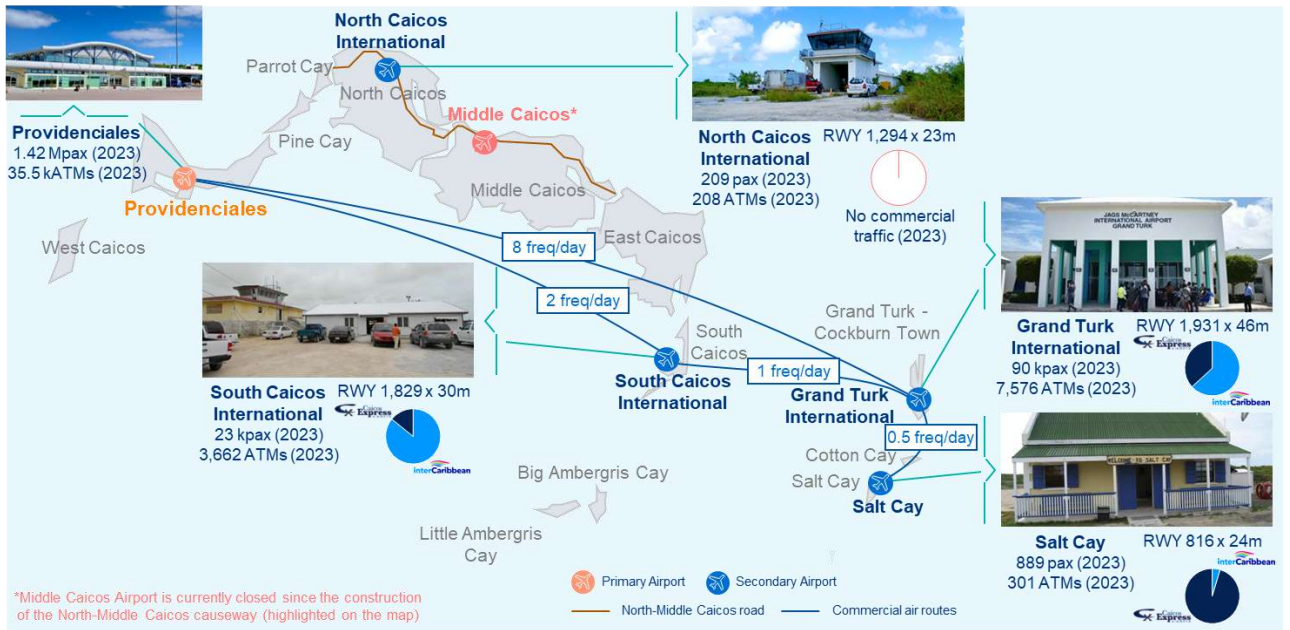 North Caicos
International
Parrot Cay
North Caicos
Middle Caicos*
Pine Cay
Middle Caicos
Providenciales
1.42 Mpax (2023)
35.5 kATMs (2023)
Providenciales
West Caicos
East Caicos
8 freq/day
2 freq/day
1 freq/day
0.5 freq/day
North Caicos
International
209 pax (2023)
208 ATMs (2023)
RWY 1,294 x 23m
No commercial
traffic (2023)
JAGS McCARTNEY
INTERNATIONAL AIRPORT
GRAND TURK
Grand Turk
International
90 kpax (2023)
7,576 ATMs (2023)
RWY 1,931 x 46m
Caicos
Express
interCaribbean
South Caicos
International
23 kpax (2023)
3,662 ATMs (2023)
RWY 1,829 x 30m
Caicos
Express
interCaribbean
South
Caicos
South Caicos
International
Grand Turk -
Cockburn Town
Grand Turk
International
Cotton Cay
Salt Cay
Salt Cay
Big Ambergris Cay
Little Ambergris
Cay
WELCOME TO SALT CAY
Salt Cay
889 pax (2023)
301 ATMs (2023)
RWY 816 x 24m
interCaribbean
Caicos
Express
Primary Airport
Secondary Airport
North-Middle Caicos road
Commercial air routes
*Middle Caicos Airport is currently closed since the construction
of the North-Middle Caicos causeway (highlighted on the map)